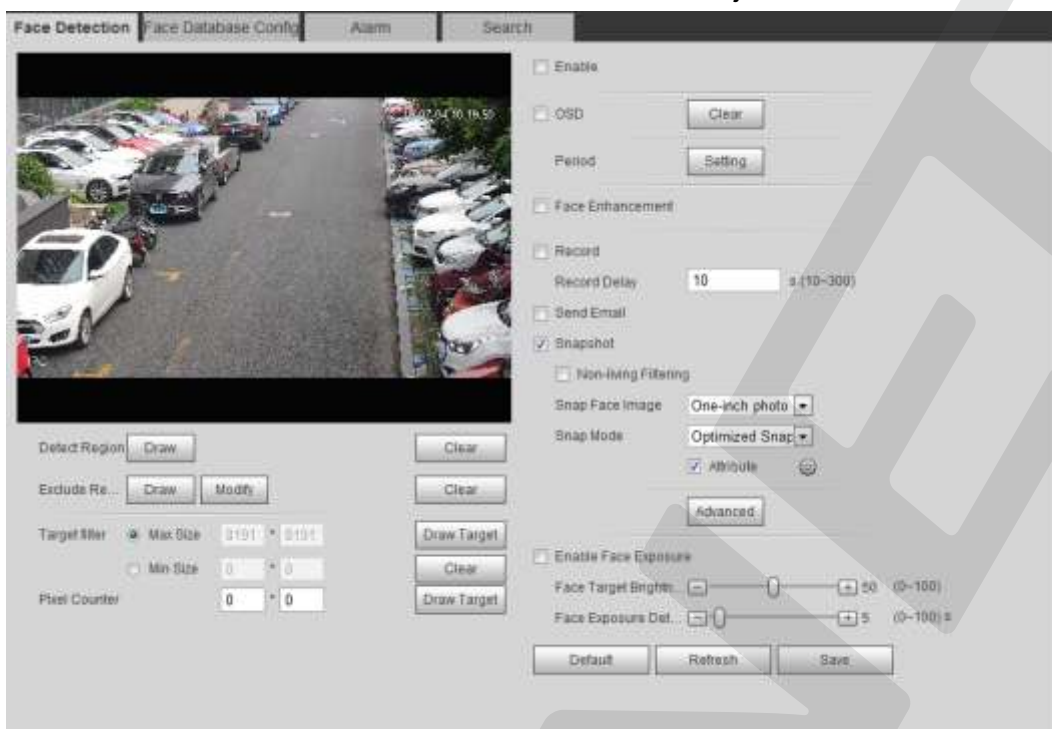 Face Detection Face Database Config Alarm Search
Enable
OSD Clear
Period Setting
Face Enhancement
Record
Record Delay 10 s (10~300)
Send Email
Snapshot
Non-living Filtering
Snap Face Image One-inch photo
Snap Mode Optimized Snap
Attribute
Advanced
Enable Face Exposure
Face Target Brightn... 50 (0~100)
Face Exposure Det... 5 (0~100) s
Default Refresh Save
Detect Region Draw Clear
Exclude Re... Draw Modify Clear
Target filter Max Size 8191 * 8191 Draw Target
Min Size 0 * 0 Clear
Pixel Counter 0 * 0 Draw Target